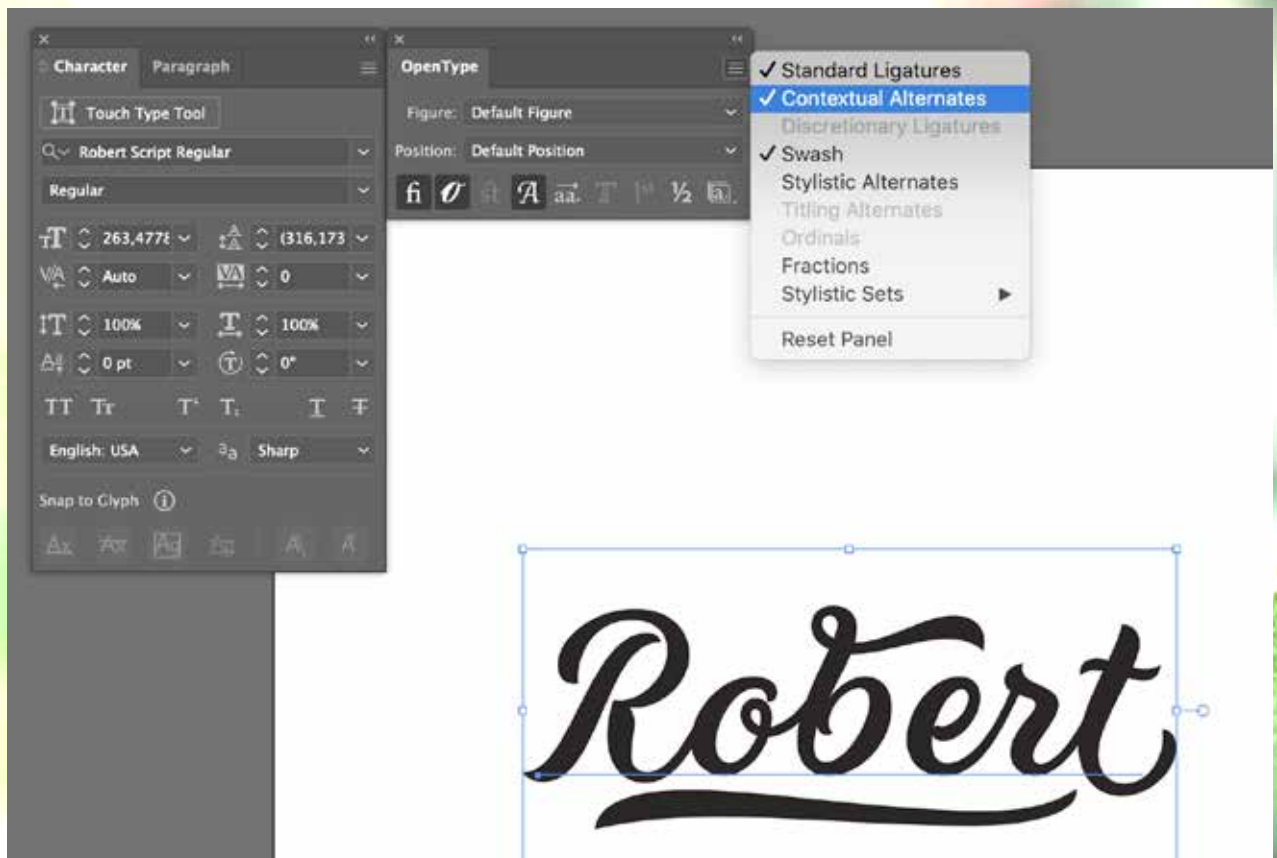 Character Paragraph
Touch Type Tool
Robert Script Regular
Regular
263,4778 (316,173
Auto 0
100% 100%
0 pt 0°
English: USA Sharp
Snap to Glyph
OpenType
Figure: Default Figure
Position: Default Position
Standard Ligatures
Contextual Alternates
Discretionary Ligatures
Swash
Stylistic Alternates
Titling Alternates
Ordinals
Fractions
Stylistic Sets
Reset Panel
Robert